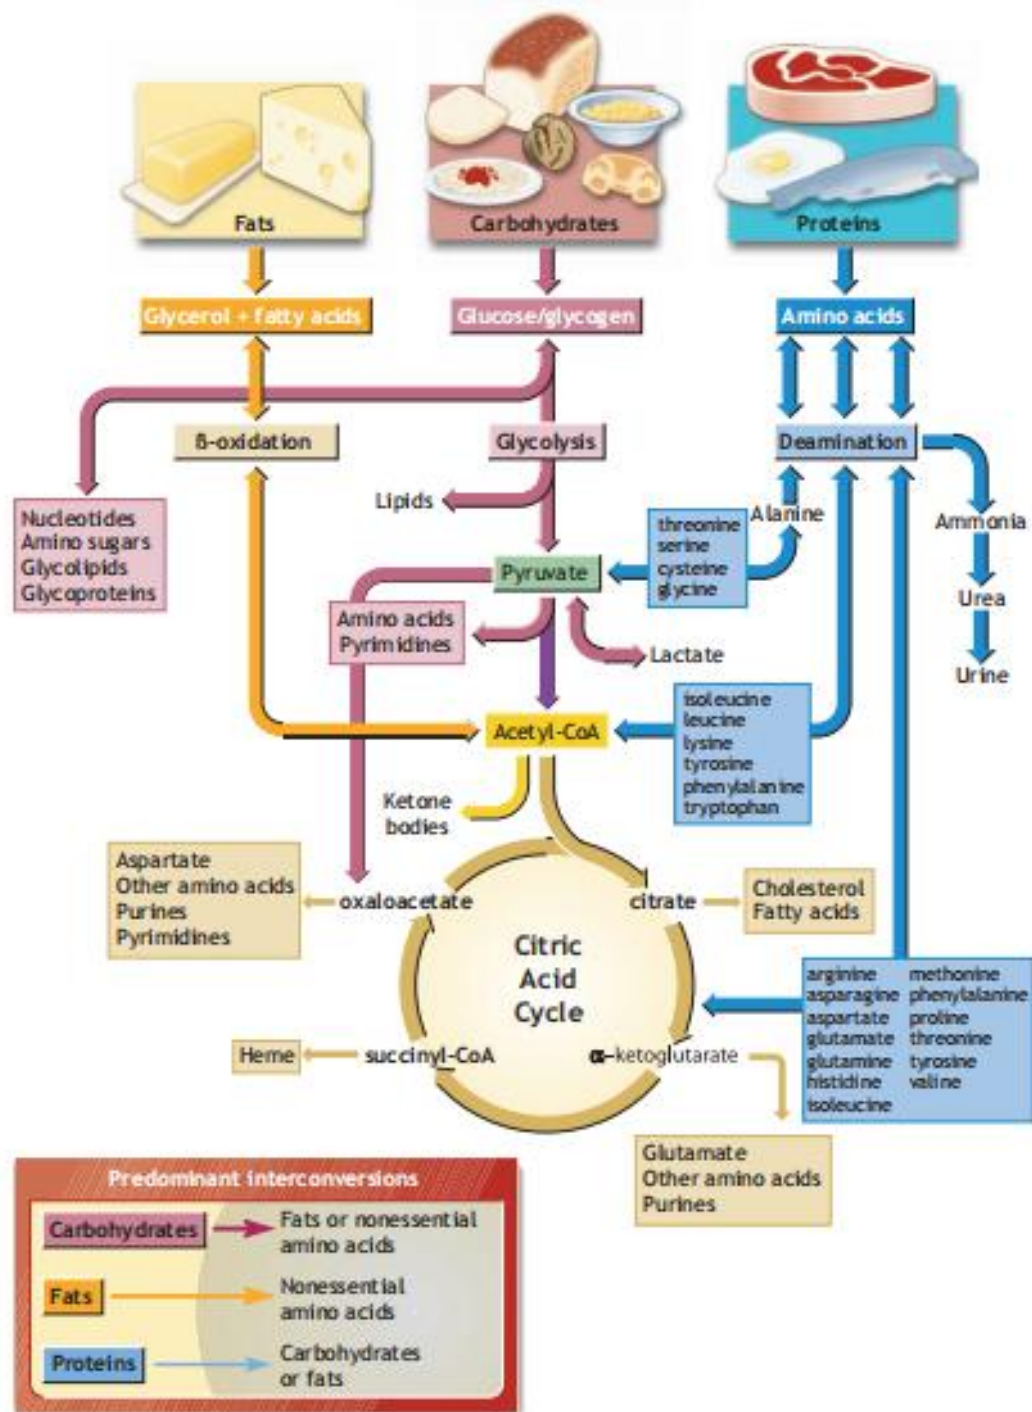 Fats
Carbohydrates
Proteins
Glycerol + fatty acids
Glucose/glycogen
Amino acids
ß-oxidation
Glycolysis
Deamination
Lipids
Nucleotides
Amino sugars
Glycolipids
Glycoproteins
threonine
serine
cysteine
glycine
Alanine
Ammonia
Urea
Urine
Pyruvate
Amino acids
Pyrimidines
Lactate
isoleucine
leucine
lysine
tyrosine
phenylalanine
tryptophan
Acetyl-CoA
Ketone
bodies
Aspartate
Other amino acids
Purines
Pyrimidines
oxaloacetate
citrate
Cholesterol
Fatty acids
Citric
Acid
Cycle
arginine methonine
asparagine phenylalanine
aspartate proline
glutamate threonine
glutamine tyrosine
histidine valine
isoleucine
Heme
succinyl-CoA
α-ketoglutarate
Glutamate
Other amino acids
Purines
Predominant interconversions
Carbohydrates
Fats or nonessential
amino acids
Fats
Nonessential
amino acids
Proteins
Carbohydrates
or fats